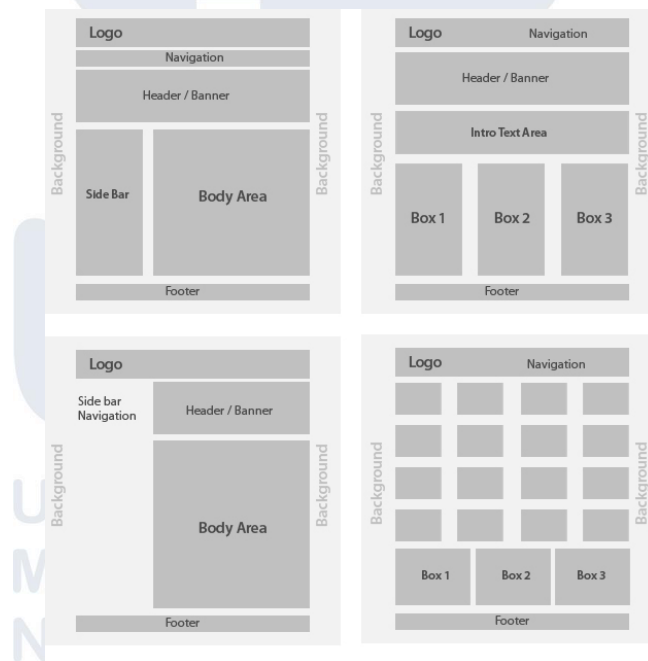 Logo
Navigation
Header / Banner
Background
Side Bar
Body Area
Background
Footer
Logo Navigation
Header / Banner
Background
Intro Text Area
Box 1 Box 2 Box 3
Background
Footer
Logo
Side bar
Navigation
Header / Banner
Background
Body Area
Background
Footer
Logo Navigation
Background
Background
Box 1 Box 2 Box 3
Footer
U
M
N